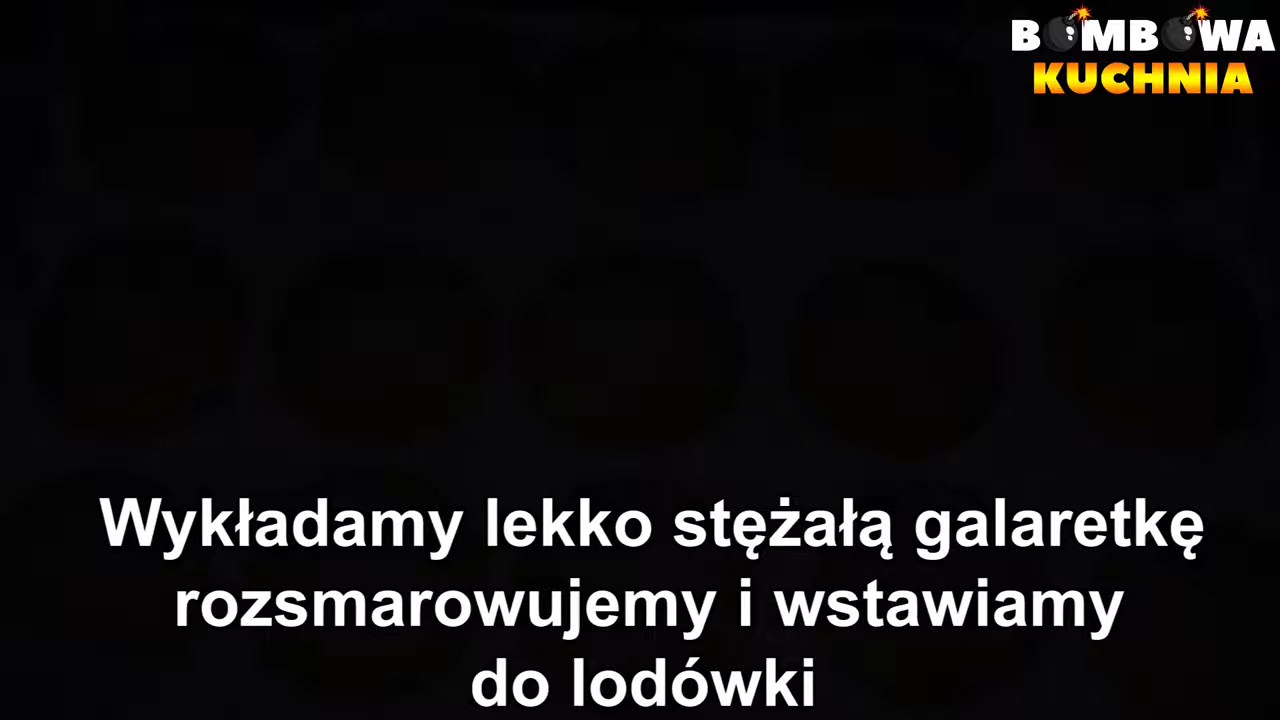 BOMBOWA
KUCHNIA
Wykładamy lekko stężałą galaretkę
rozsmarowujemy i wstawiamy
do lodówki